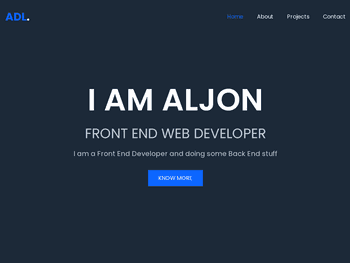 ADL.
Home About Projects Contact
I AM ALJON
FRONT END WEB DEVELOPER
I am a Front End Developer and doing some Back End stuff
KNOW MORE